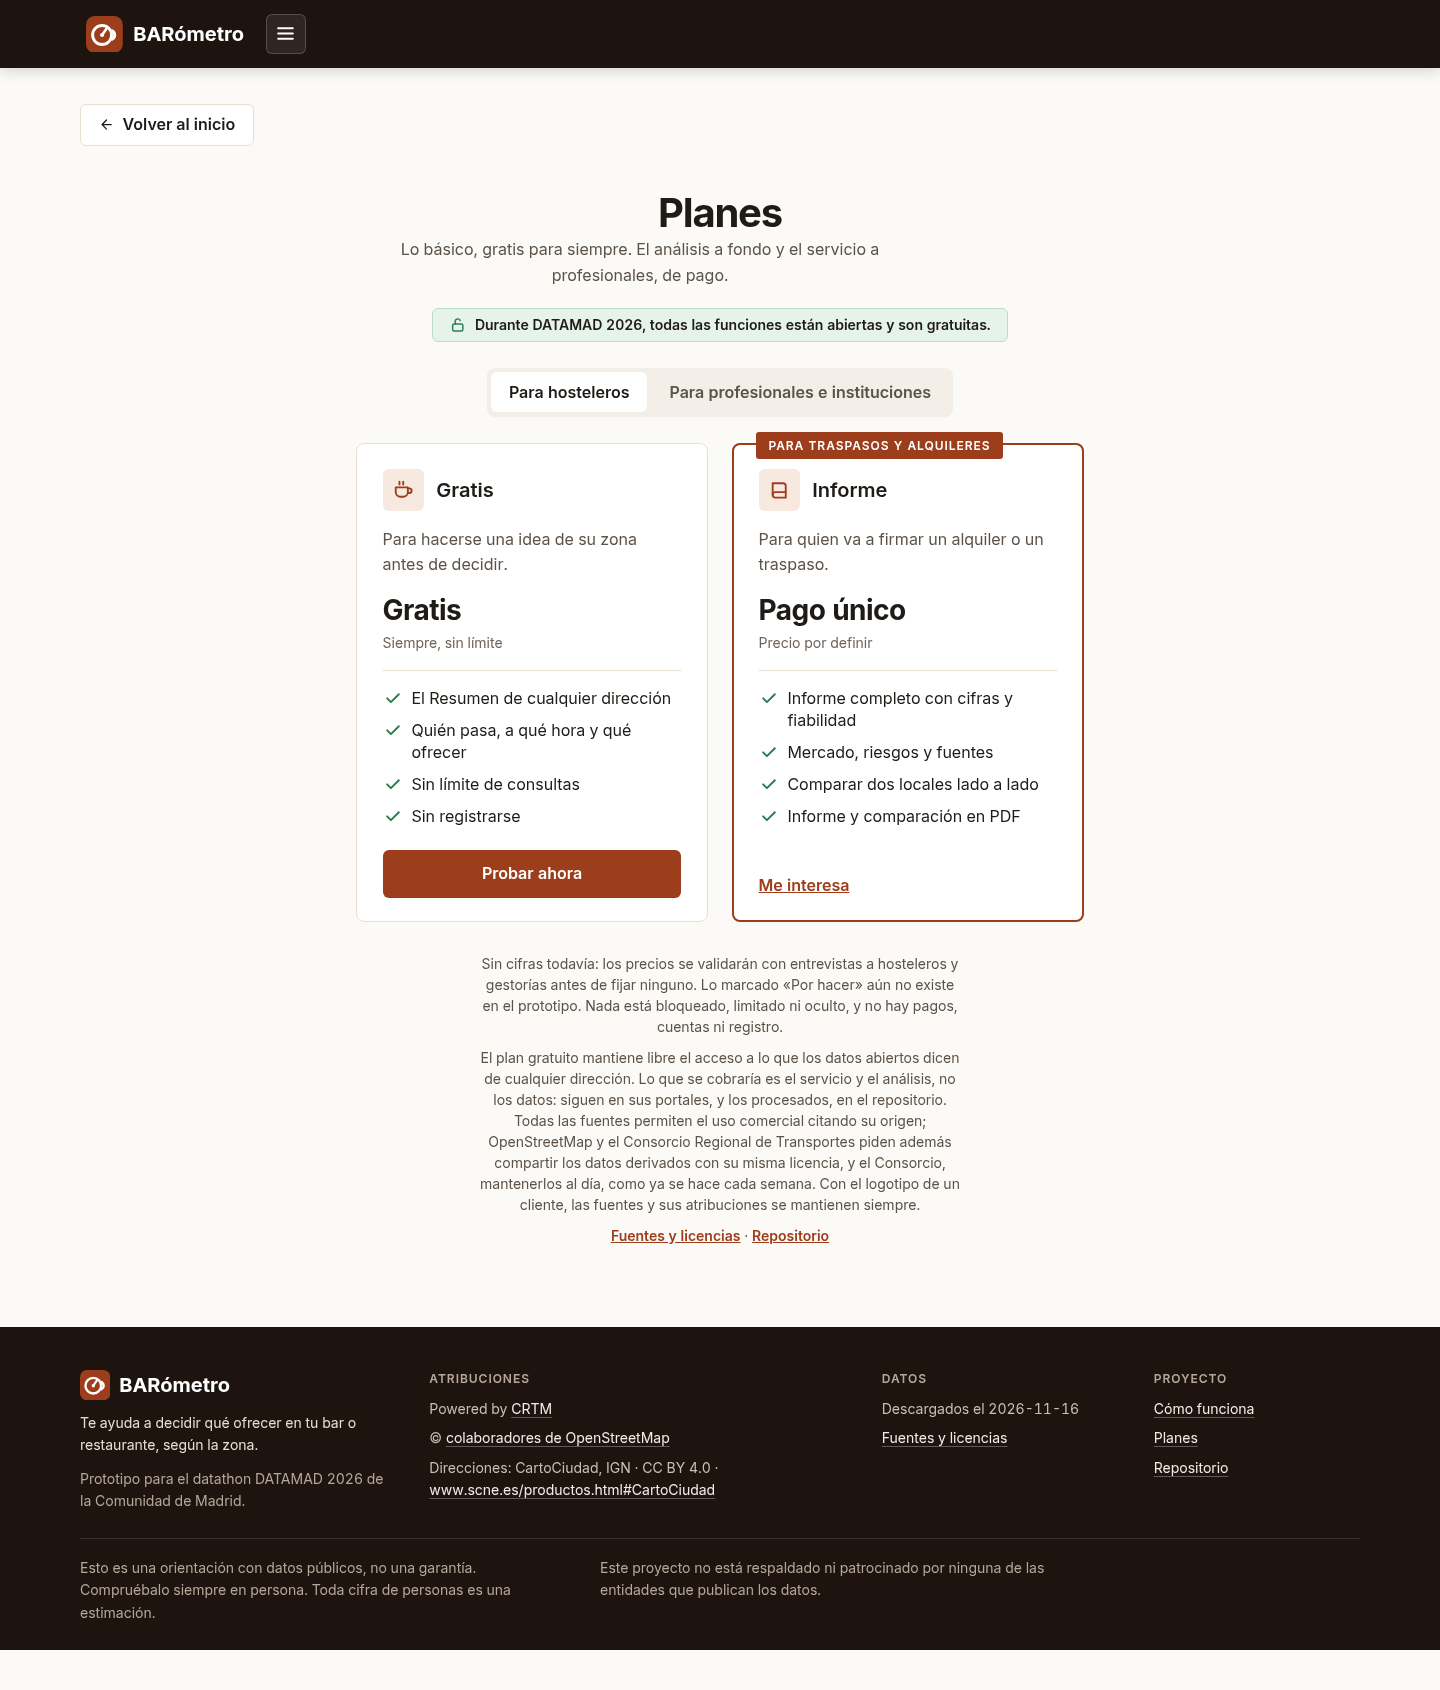 BARómetro
Volver al inicio
Planes
Lo básico, gratis para siempre. El análisis a fondo y el servicio a
profesionales, de pago.
Durante DATAMAD 2026, todas las funciones están abiertas y son gratuitas.
Para hosteleros
Para profesionales e instituciones
Gratis
Para hacerse una idea de su zona
antes de decidir.
Gratis
Siempre, sin límite
El Resumen de cualquier dirección
Quién pasa, a qué hora y qué
ofrecer
Sin límite de consultas
Sin registrarse
Probar ahora
PARA TRASPASOS Y ALQUILERES
Informe
Para quien va a firmar un alquiler o un
traspaso.
Pago único
Precio por definir
Informe completo con cifras y
fiabilidad
Mercado, riesgos y fuentes
Comparar dos locales lado a lado
Informe y comparación en PDF
Me interesa
Sin cifras todavía: los precios se validarán con entrevistas a hosteleros y
gestorías antes de fijar ninguno. Lo marcado «Por hacer» aún no existe
en el prototipo. Nada está bloqueado, limitado ni oculto, y no hay pagos,
cuentas ni registro.
El plan gratuito mantiene libre el acceso a lo que los datos abiertos dicen
de cualquier dirección. Lo que se cobraría es el servicio y el análisis, no
los datos: siguen en sus portales, y los procesados, en el repositorio.
Todas las fuentes permiten el uso comercial citando su origen;
OpenStreetMap y el Consorcio Regional de Transportes piden además
compartir los datos derivados con su misma licencia, y el Consorcio,
mantenerlos al día, como ya se hace cada semana. Con el logotipo de un
cliente, las fuentes y sus atribuciones se mantienen siempre.
Fuentes y licencias · Repositorio
BARómetro
Te ayuda a decidir qué ofrecer en tu bar o
restaurante, según la zona.
Prototipo para el datathon DATAMAD 2026 de
la Comunidad de Madrid.
ATRIBUCIONES
Powered by CRTM
© colaboradores de OpenStreetMap
Direcciones: CartoCiudad, IGN · CC BY 4.0 ·
www.scne.es/productos.html#CartoCiudad
DATOS
Descargados el 2026-11-16
Fuentes y licencias
PROYECTO
Cómo funciona
Planes
Repositorio
Esto es una orientación con datos públicos, no una garantía.
Compruébalo siempre en persona. Toda cifra de personas es una
estimación.
Este proyecto no está respaldado ni patrocinado por ninguna de las
entidades que publican los datos.